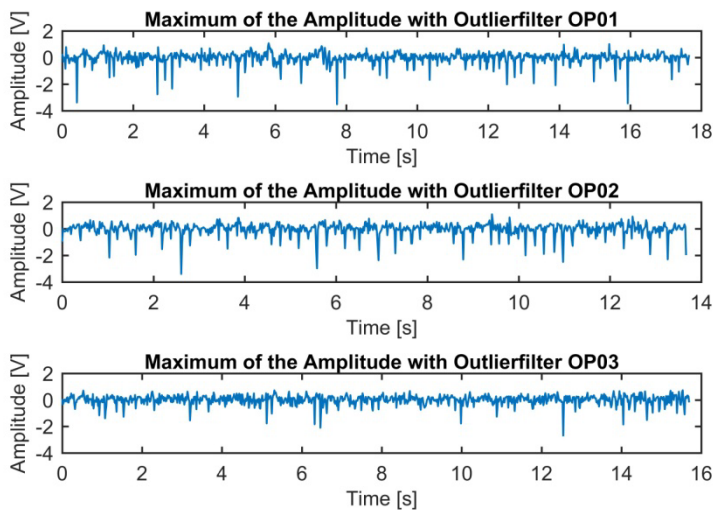 Maximum of the Amplitude with Outlierfilter OP01
Amplitude [V]
2
0
-2
-4
0 2 4 6 8 10 12 14 16 18
Time [s]
Maximum of the Amplitude with Outlierfilter OP02
Amplitude [V]
2
0
-2
-4
0 2 4 6 8 10 12 14
Time [s]
Maximum of the Amplitude with Outlierfilter OP03
Amplitude [V]
2
0
-2
-4
0 2 4 6 8 10 12 14 16
Time [s]